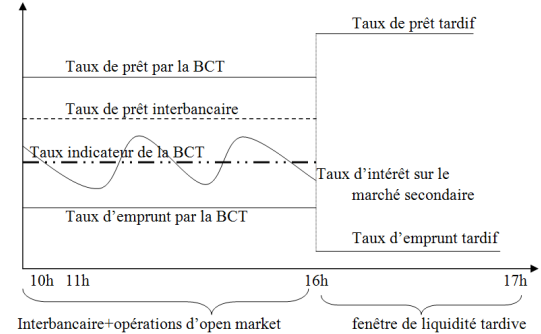 Taux de prêt tardif
Taux de prêt par la BCT
Taux de prêt interbancaire
Taux indicateur de la BCT
Taux d'intérêt sur le
marché secondaire
Taux d'emprunt par la BCT
Taux d'emprunt tardif
10h 11h 16h 17h
Interbancaire+opérations d'open market fenêtre de liquidité tardive